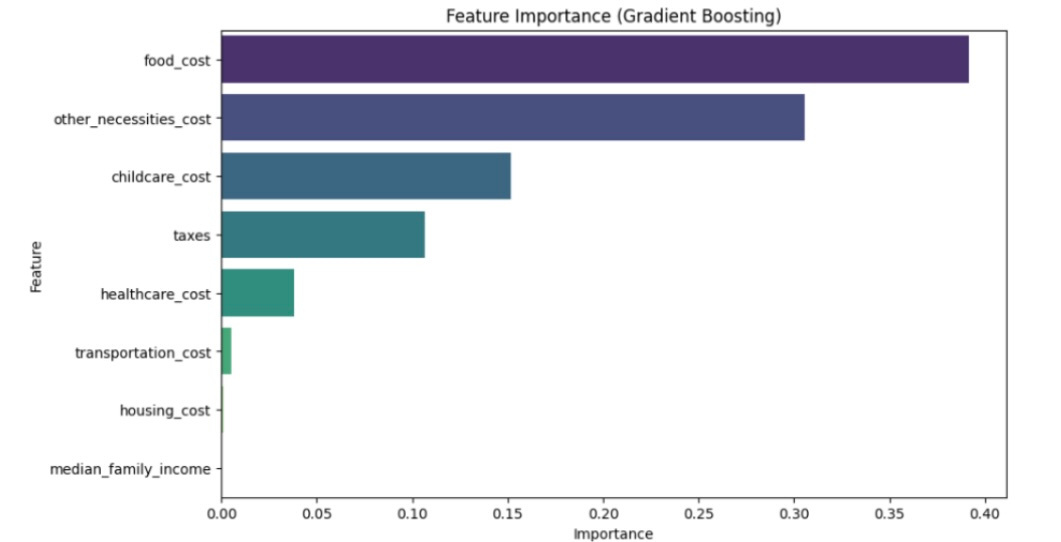 Feature Importance (Gradient Boosting)
food_cost
other_necessities_cost
childcare_cost
taxes
healthcare_cost
transportation_cost
housing_cost
median_family_income
Feature
0.00 0.05 0.10 0.15 0.20 0.25 0.30 0.35 0.40
Importance